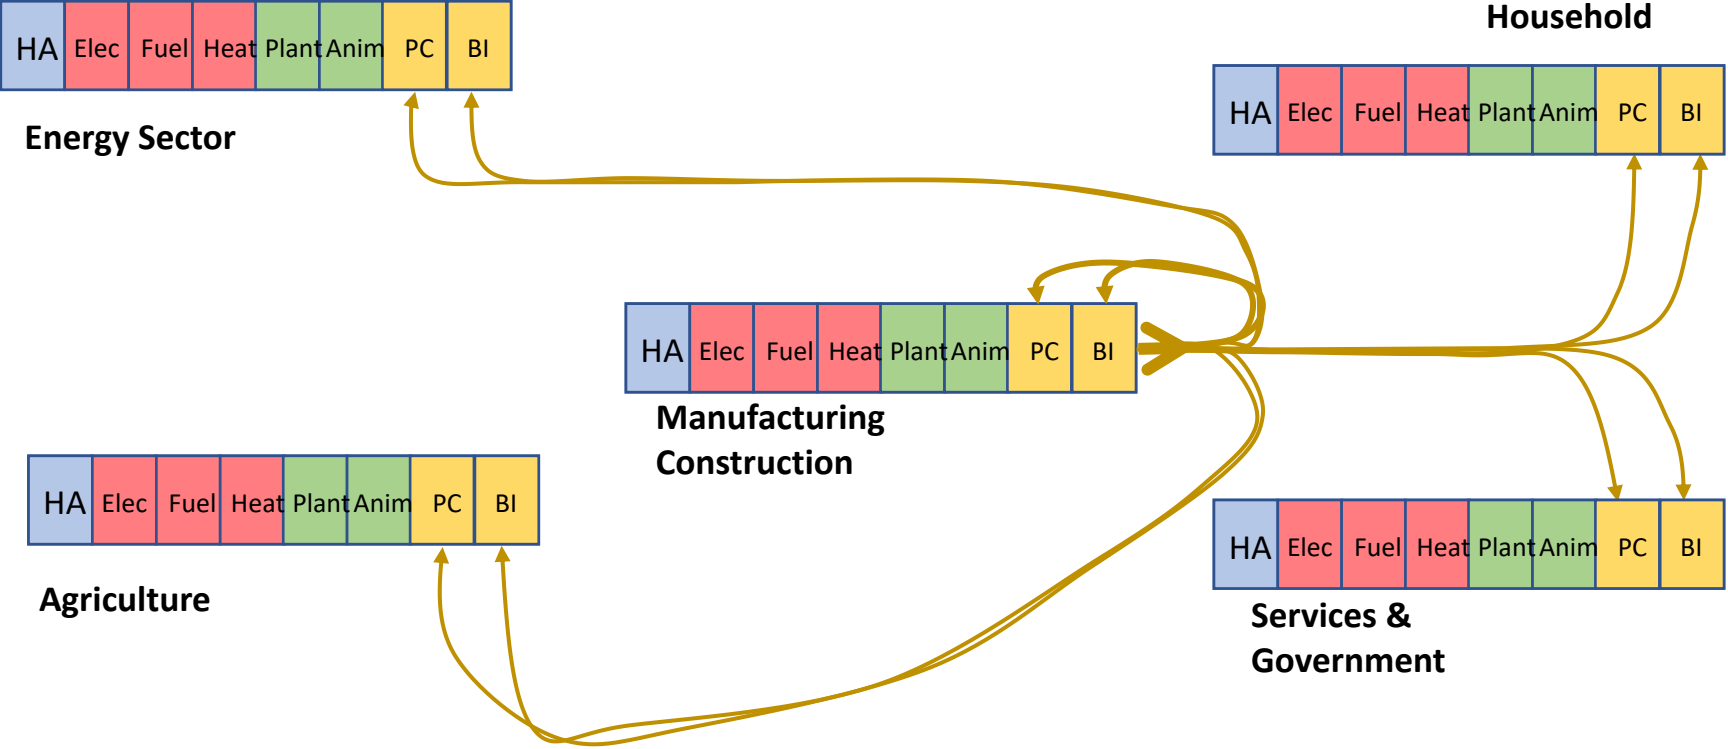 Household
HA Elec Fuel Heat Plant Anim PC BI
Energy Sector
HA Elec Fuel Heat Plant Anim PC BI
HA Elec Fuel Heat Plant Anim PC BI
Manufacturing
Construction
HA Elec Fuel Heat Plant Anim PC BI
Agriculture
HA Elec Fuel Heat Plant Anim PC BI
Services &
Government